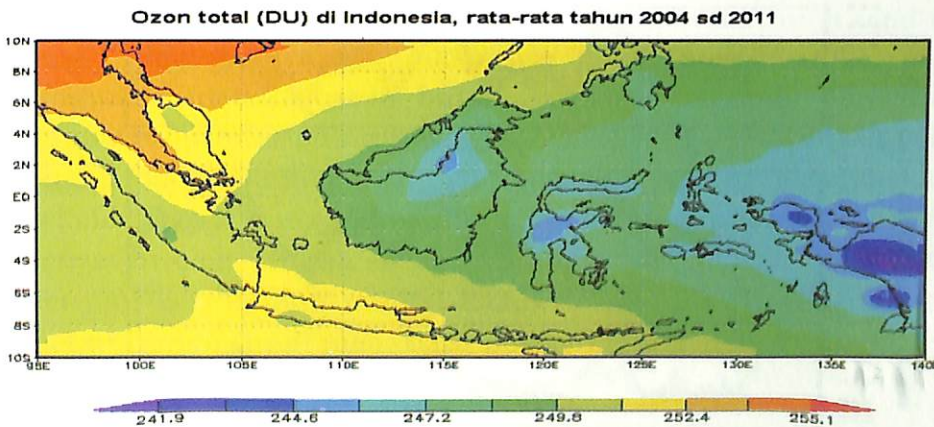 Ozon total (DU) di Indonesia, rata-rata tahun 2004 sd 2011
10N
8N
6N
4N
2N
EQ
2S
4S
6S
8S
10S
95E 100E 105E 110E 115E 120E 125E 130E 135E 140E
241.9 244.6 247.2 249.8 252.4 255.1